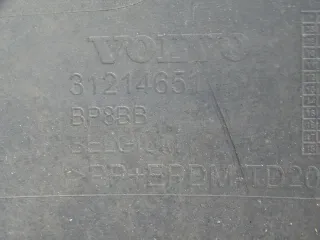 VOLVO
31214651
BP8BB
BELGIUM
>PP+EPDM-TD20